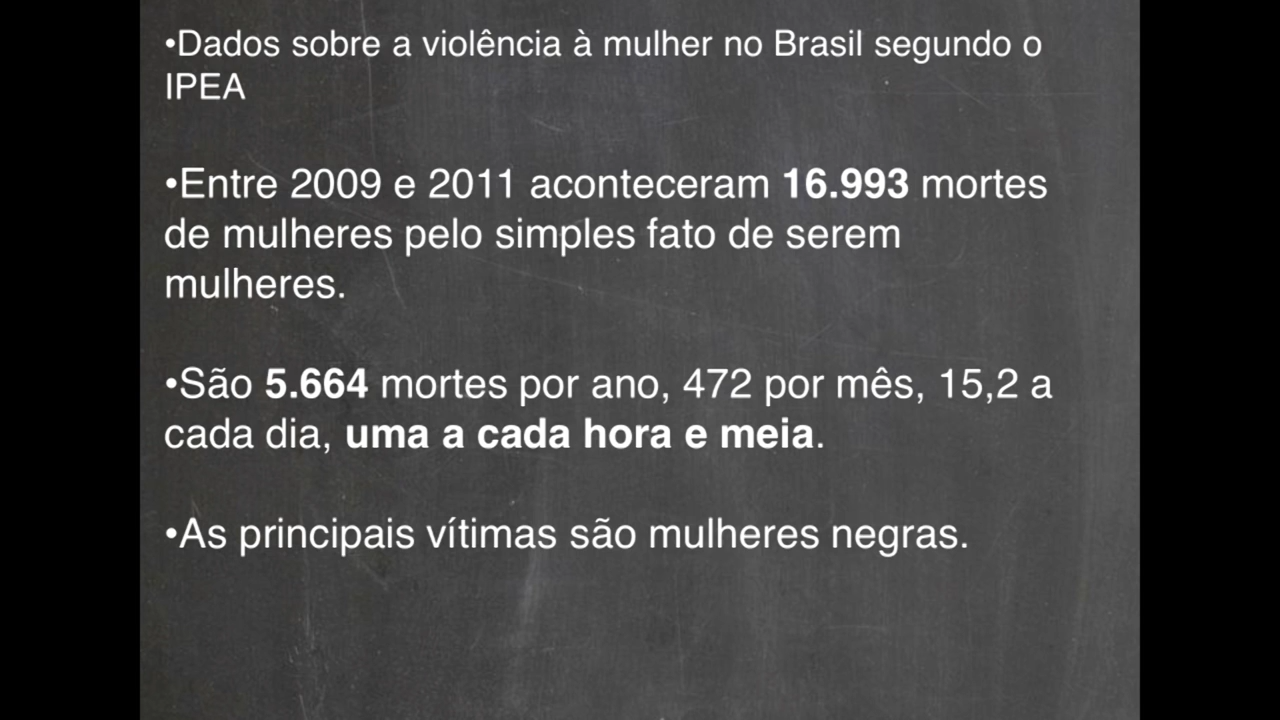 •Dados sobre a violência à mulher no Brasil segundo o
IPEA
•Entre 2009 e 2011 aconteceram 16.993 mortes
de mulheres pelo simples fato de serem
mulheres.
•São 5.664 mortes por ano, 472 por mês, 15,2 a
cada dia, uma a cada hora e meia.
•As principais vítimas são mulheres negras.